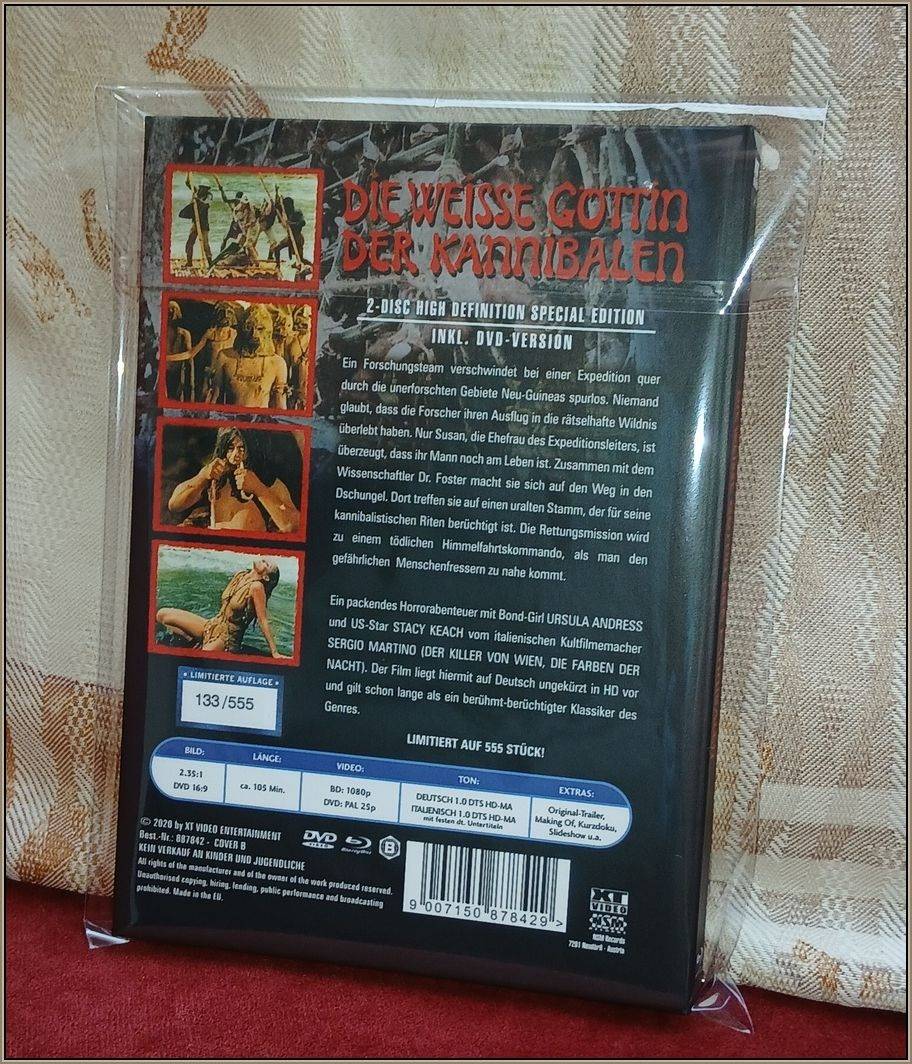 DIE WEISSE GÖTTIN
DER KANNIBALEN
2-DISC HIGH DEFINITION SPECIAL EDITION
INKL. DVD-VERSION
Ein Forschungsteam verschwindet bei einer Expedition quer
durch die unerforschten Gebiete Neu-Guineas spurlos. Niemand
glaubt, dass die Forscher ihren Ausflug in die rätselhafte Wildnis
überlebt haben. Nur Susan, die Ehefrau des Expeditionsleiters, ist
überzeugt, dass ihr Mann noch am Leben ist. Zusammen mit dem
Wissenschaftler Dr. Foster macht sie sich auf den Weg in den
Dschungel. Dort treffen sie auf einen uralten Stamm, der für seine
kannibalistischen Riten berüchtigt ist. Die Rettungsmission wird
zu einem tödlichen Himmelfahrtskommando, als man den
gefährlichen Menschenfressern zu nahe kommt.
Ein packendes Horrorabenteuer mit Bond-Girl URSULA ANDRESS
und US-Star STACY KEACH vom italienischen Kultfilmemacher
SERGIO MARTINO (DER KILLER VON WIEN, DIE FARBEN DER
NACHT). Der Film liegt hiermit auf Deutsch ungekürzt in HD vor
und gilt schon lange als ein berühmt-berüchtigter Klassiker des
Genres.
LIMITIERT AUF 555 STÜCK!
• LIMITIERTE AUFLAGE •
133/555
BILD:
2.35:1
DVD 16:9
LÄNGE:
ca. 105 Min.
VIDEO:
BD: 1080p
DVD: PAL 25p
TON:
DEUTSCH 1.0 DTS HD-MA
ITALIENISCH 1.0 DTS HD-MA
mit festen dt. Untertiteln
EXTRAS:
Original-Trailer,
Making Of, Kurzdoku,
Slideshow u.a.
© 2020 by XT VIDEO ENTERTAINMENT
Best.-Nr.: 887842 - COVER B
KEIN VERKAUF AN KINDER UND JUGENDLICHE
All rights of the manufacturer and of the owner of the work produced reserved.
Unauthorised copying, hiring, lending, public performance and broadcasting
prohibited. Made in the EU.
DVD VIDEO
Blu-ray Disc
B
9 007150 878429 >
XT
VIDEO
NSM
NSM Records
7291 Neudörfl - Austria